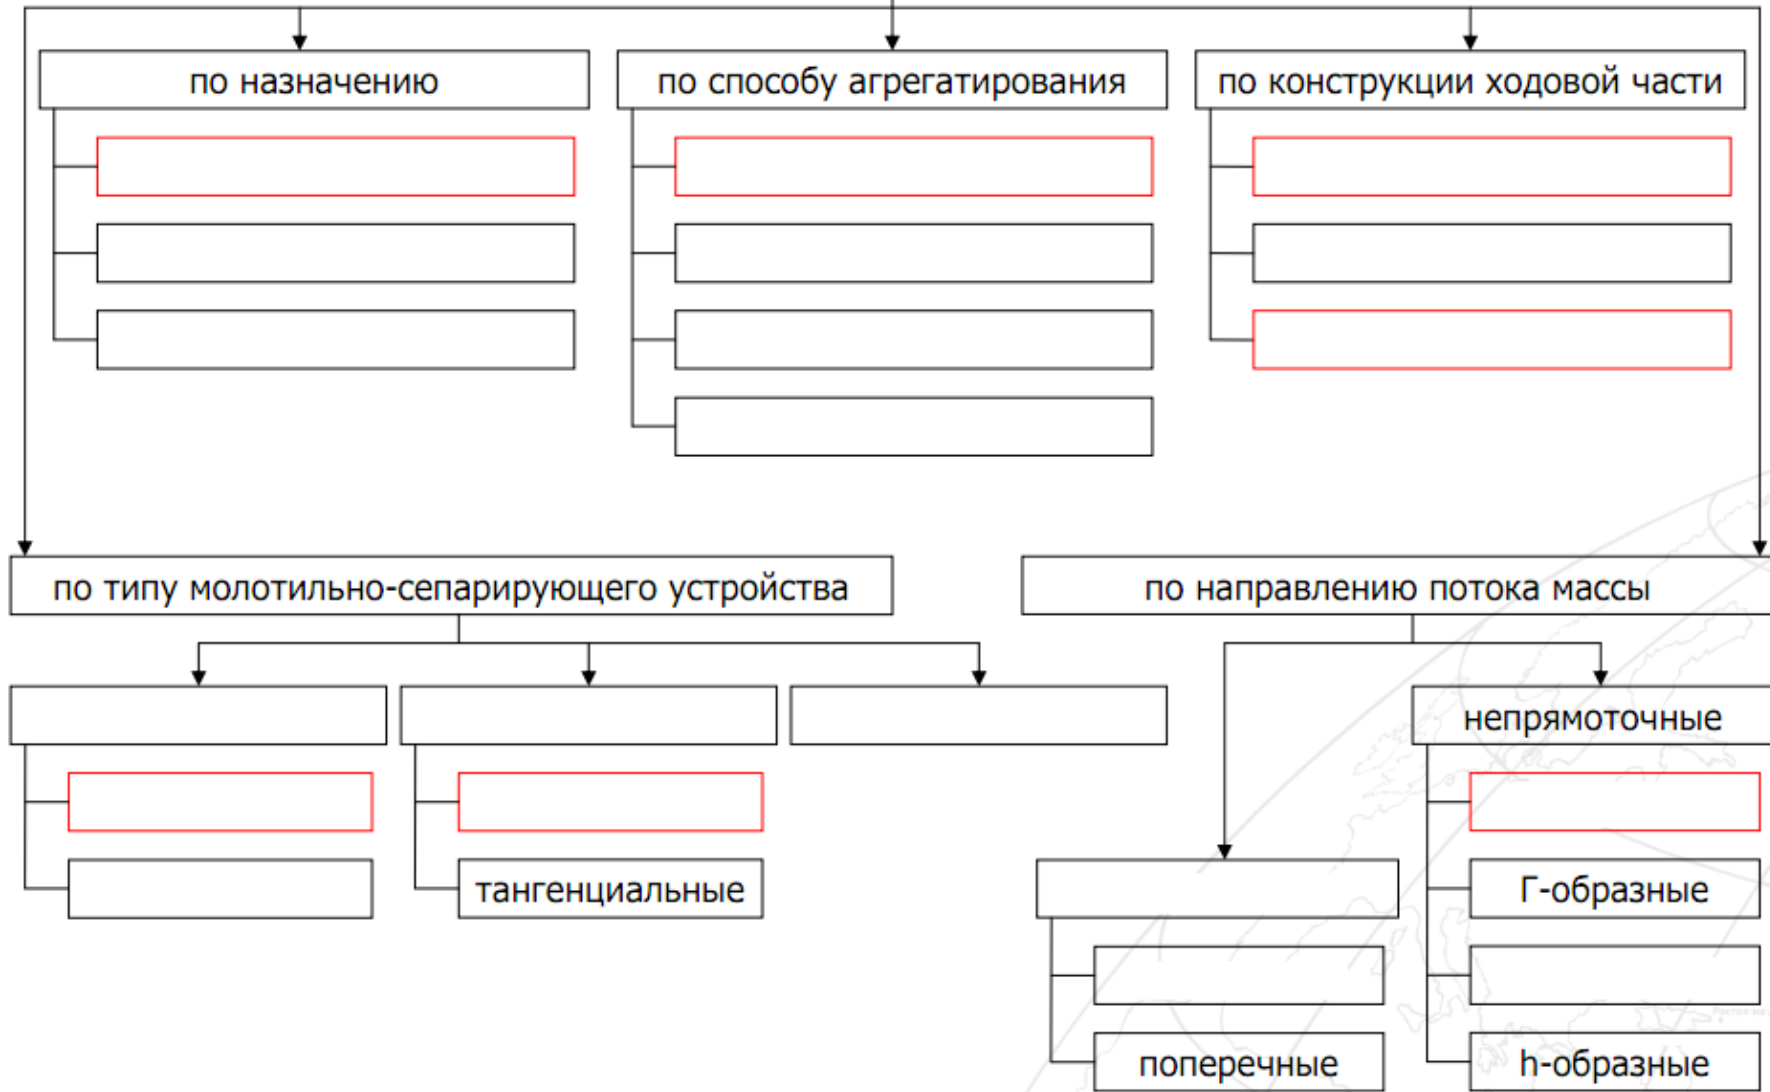 по назначению
по способу агрегатирования
по конструкции ходовой части
по типу молотильно-сепарирующего устройства
по направлению потока массы
непрямоточные
тангенциальные
Г-образные
поперечные
h-образные